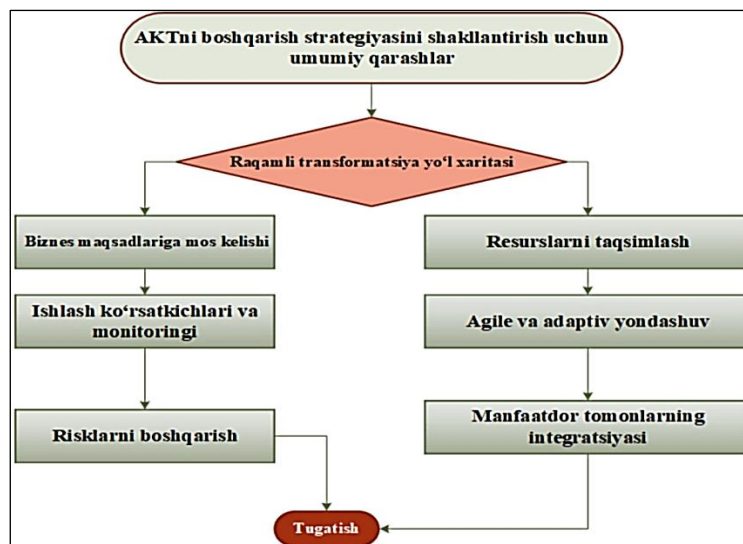 AKTni boshqarish strategiyasini shakllantirish uchun
umumiy qarashlar
Raqamli transformatsiya yo‘l xaritasi
Biznes maqsadlariga mos kelishi
Ishlash ko‘rsatkichlari va
monitoringi
Risklarni boshqarish
Resurslarni taqsimlash
Agile va adaptiv yondashuv
Manfaatdor tomonlarning
integratsiyasi
Tugatish